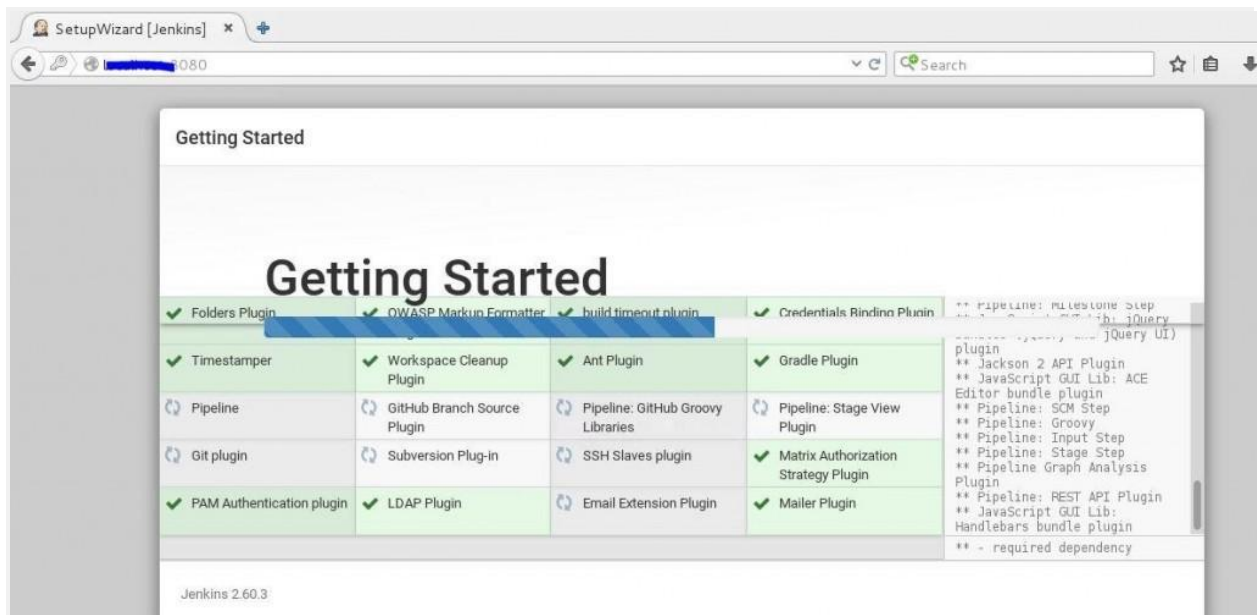 SetupWizard [Jenkins]
8080
Search
Getting Started
Getting Started
Folders Plugin
OWASP Markup Formatter
build timeout plugin
Credentials Binding Plugin
Timestamper
Workspace Cleanup
Plugin
Ant Plugin
Gradle Plugin
Pipeline
GitHub Branch Source
Plugin
Pipeline: GitHub Groovy
Libraries
Pipeline: Stage View
Plugin
Git plugin
Subversion Plug-in
SSH Slaves plugin
Matrix Authorization
Strategy Plugin
PAM Authentication plugin
LDAP Plugin
Email Extension Plugin
Mailer Plugin
** Pipeline: Milestone Step
jQuery
jQuery UI)
plugin
** Jackson 2 API Plugin
** JavaScript GUI Lib: ACE
Editor bundle plugin
** Pipeline: SCM Step
** Pipeline: Groovy
** Pipeline: Input Step
** Pipeline: Stage Step
** Pipeline Graph Analysis
Plugin
** Pipeline: REST API Plugin
** JavaScript GUI Lib:
Handlebars bundle plugin
** - required dependency
Jenkins 2.60.3